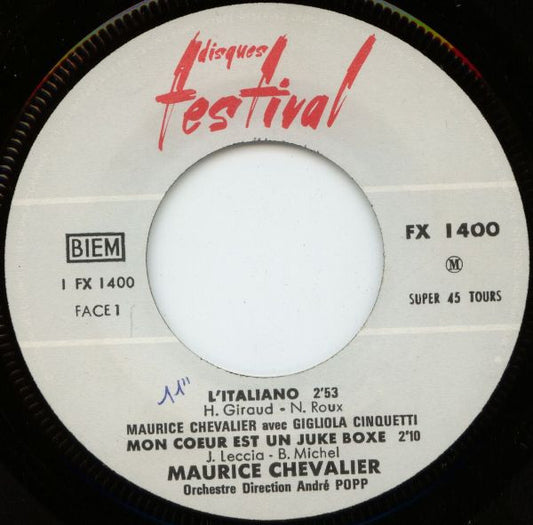 disques
festival
BIEM
1 FX 1400
FACE 1
FX 1400
M
SUPER 45 TOURS
11"
L'ITALIANO 2'53
H. Giraud - N. Roux
MAURICE CHEVALIER avec GIGLIOLA CINQUETTI
MON COEUR EST UN JUKE BOXE 2'10
J. Leccia - B. Michel
MAURICE CHEVALIER
Orchestre Direction André POPP